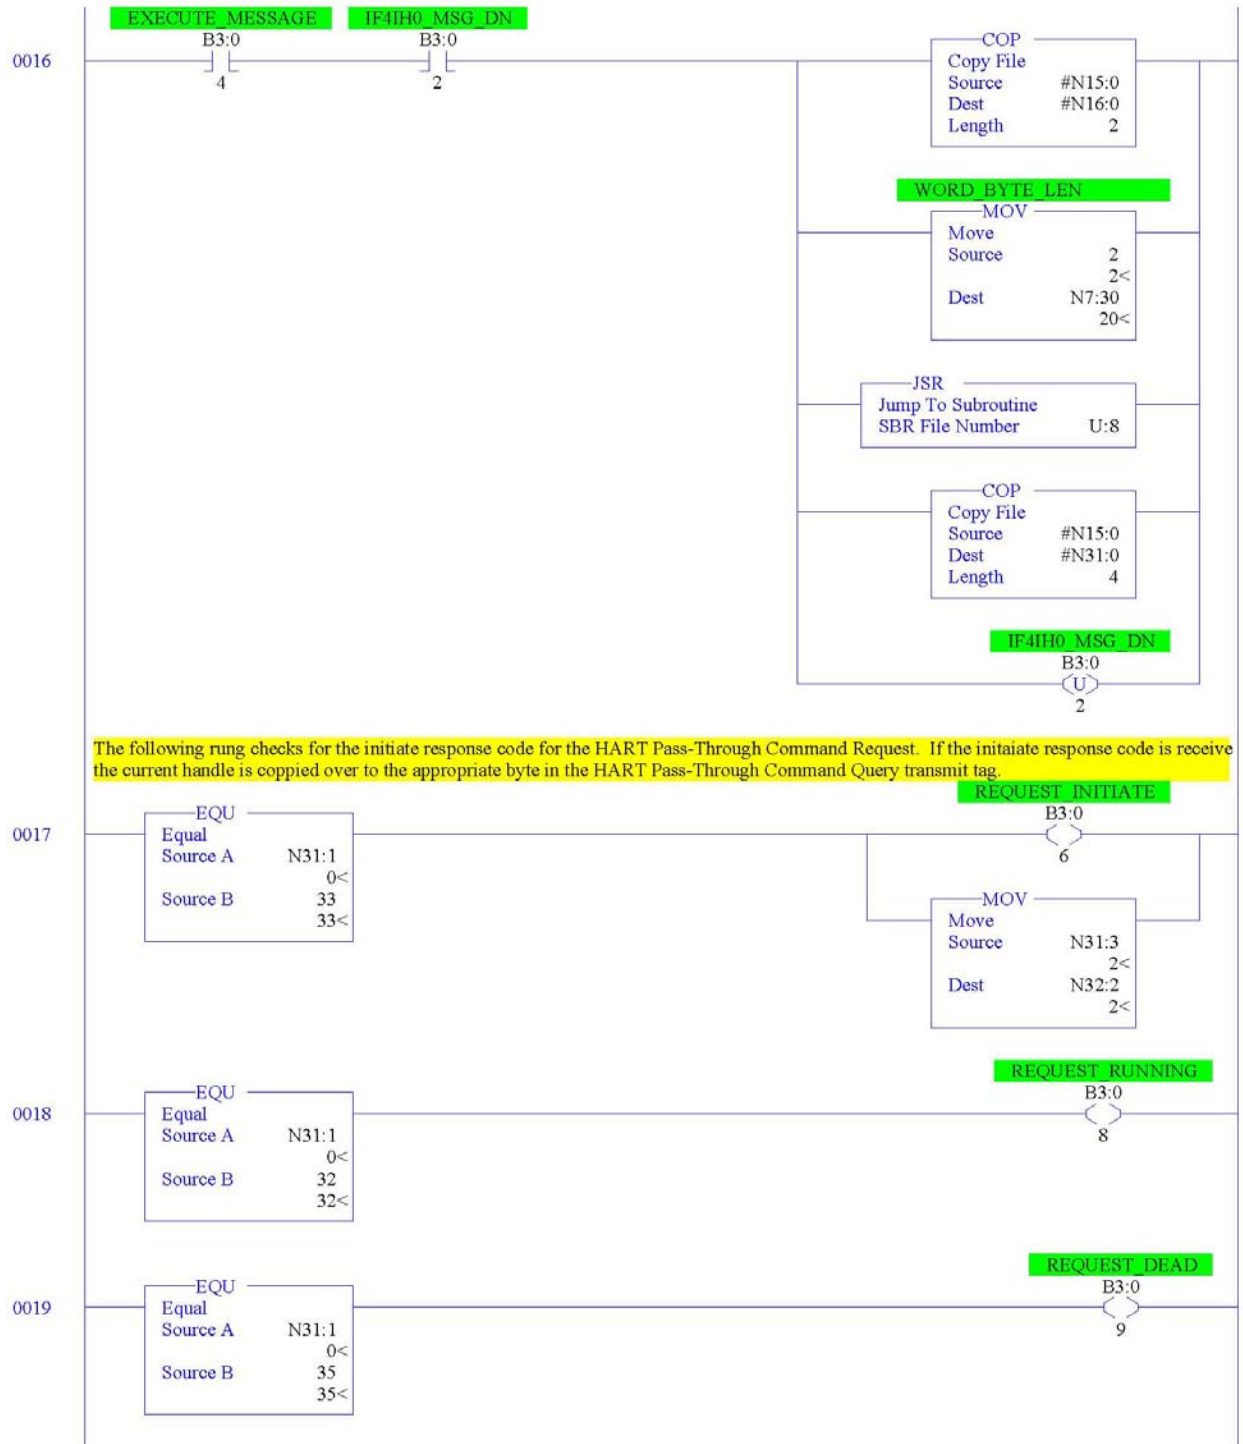 EXECUTE_MESSAGE IF4IH0_MSG_DN
B3:0 B3:0
0016
4 2
COP
Copy File
Source #N15:0
Dest #N16:0
Length 2
WORD_BYTE_LEN
MOV
Move
Source 2
2<
Dest N7:30
20<
JSR
Jump To Subroutine
SBR File Number U:8
COP
Copy File
Source #N15:0
Dest #N31:0
Length 4
IF4IH0_MSG_DN
B3:0
U
2
The following rung checks for the initiate response code for the HART Pass-Through Command Request. If the initaiate response code is receive
the current handle is coppied over to the appropriate byte in the HART Pass-Through Command Query transmit tag.
REQUEST_INITIATE
B3:0
6
0017
EQU
Equal
Source A N31:1
0<
Source B 33
33<
MOV
Move
Source N31:3
2<
Dest N32:2
2<
REQUEST_RUNNING
B3:0
8
0018
EQU
Equal
Source A N31:1
0<
Source B 32
32<
REQUEST_DEAD
B3:0
9
0019
EQU
Equal
Source A N31:1
0<
Source B 35
35<